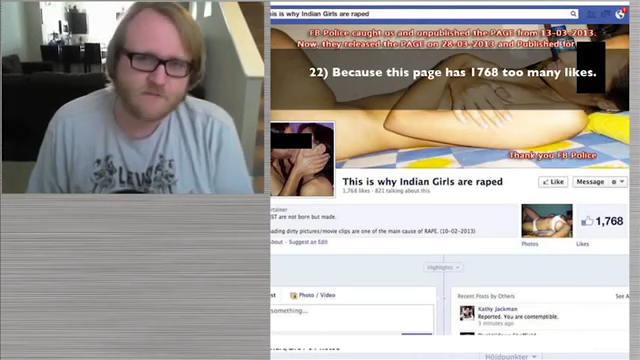 LEWIS
his is why Indian Girls are raped
FB Police caught us and unpublished the PAGE from 13-03-2013.
Now, they released the PAGE on 28-03-2013 and Published for
22) Because this page has 1768 too many likes.
Thank you FB Police
This is why Indian Girls are raped
1,768 likes · 821 talking about this
Like
Message
ertainer
ST are not born but made.
ading dirty pictures/movie clips are one of the main cause of RAPE. (10-02-2013)
About · Suggest an Edit
Photos
1,768
Likes
Highlights
st
Photo / Video
something...
Recent Posts by Others
See A
Kathy Jackman
Reported. You are contemptible.
3 minutes ago
Höjdpunkter